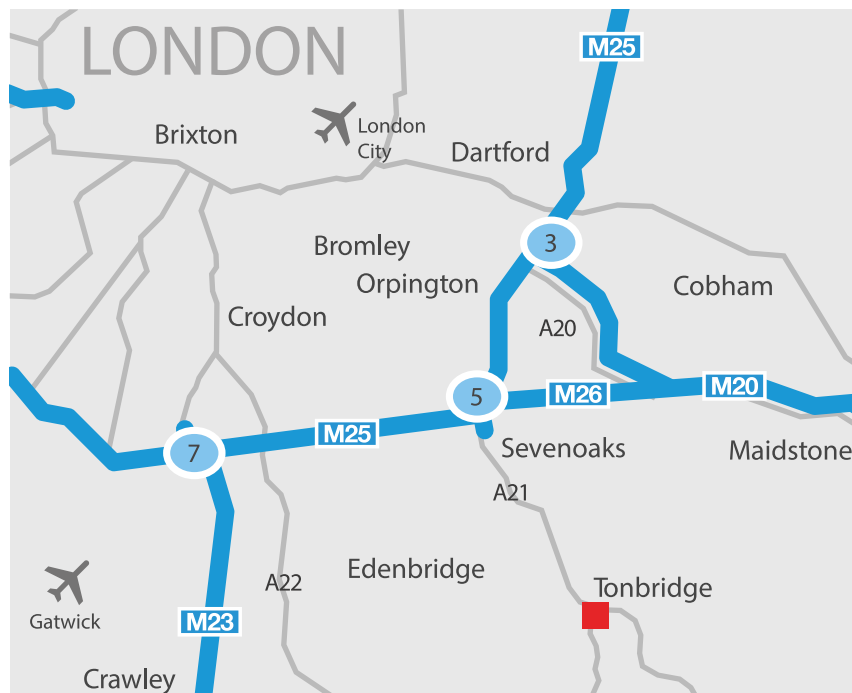 LONDON
M25
Brixton
London
City
Dartford
3
Bromley
Orpington
Cobham
Croydon
A20
5
M26
M20
7
M25
Sevenoaks
Maidstone
A21
Edenbridge
A22
Tonbridge
Gatwick
M23
Crawley